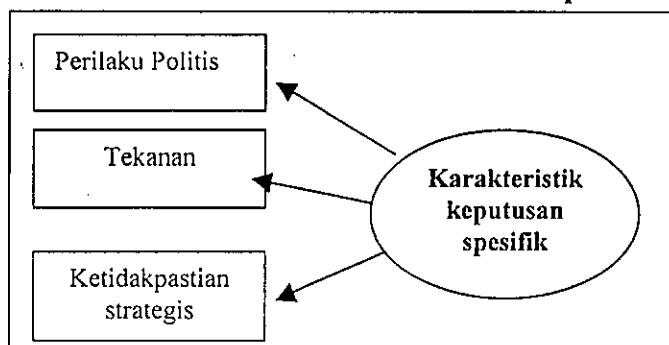 Perilaku Politis
Tekanan
Karakteristik
keputusan
spesifik
Ketidakpastian
strategis